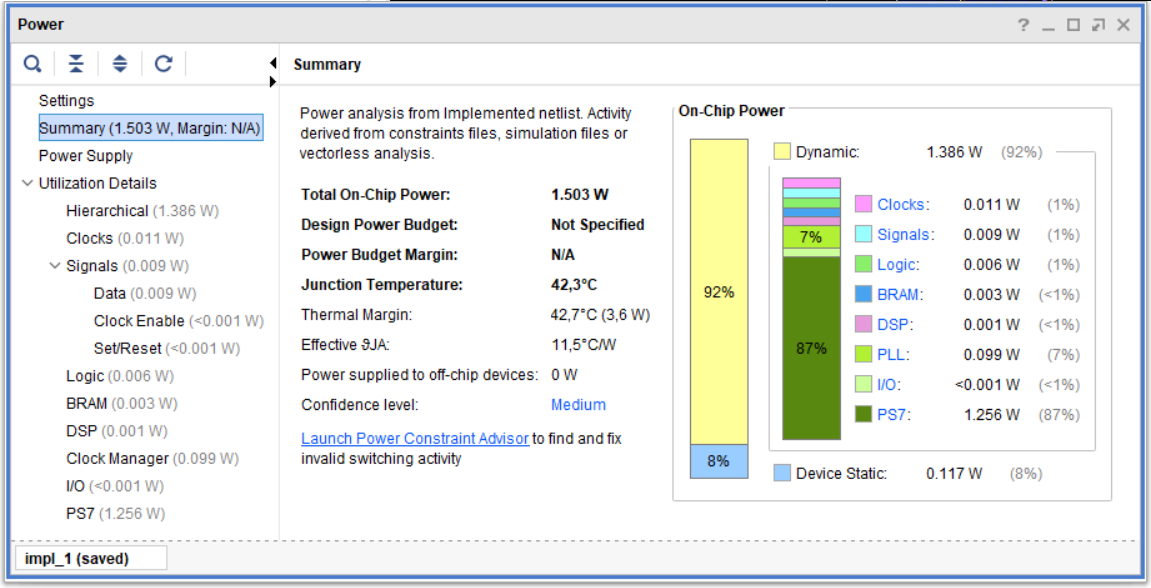 Power
?
Summary
Settings
Summary (1.503 W, Margin: N/A)
Power Supply
Utilization Details
Hierarchical (1.386 W)
Clocks (0.011 W)
Signals (0.009 W)
Data (0.009 W)
Clock Enable (<0.001 W)
Set/Reset (<0.001 W)
Logic (0.006 W)
BRAM (0.003 W)
DSP (0.001 W)
Clock Manager (0.099 W)
I/O (<0.001 W)
PS7 (1.256 W)
Power analysis from Implemented netlist. Activity
derived from constraints files, simulation files or
vectorless analysis.
Total On-Chip Power: 1.503 W
Design Power Budget: Not Specified
Power Budget Margin: N/A
Junction Temperature: 42,3°C
Thermal Margin: 42,7°C (3,6 W)
Effective ϑJA: 11,5°C/W
Power supplied to off-chip devices: 0 W
Confidence level: Medium
Launch Power Constraint Advisor to find and fix
invalid switching activity
On-Chip Power
92%
8%
Dynamic: 1.386 W (92%)
7%
87%
Clocks: 0.011 W (1%)
Signals: 0.009 W (1%)
Logic: 0.006 W (1%)
BRAM: 0.003 W (<1%)
DSP: 0.001 W (<1%)
PLL: 0.099 W (7%)
I/O: <0.001 W (<1%)
PS7: 1.256 W (87%)
Device Static: 0.117 W (8%)
impl_1 (saved)